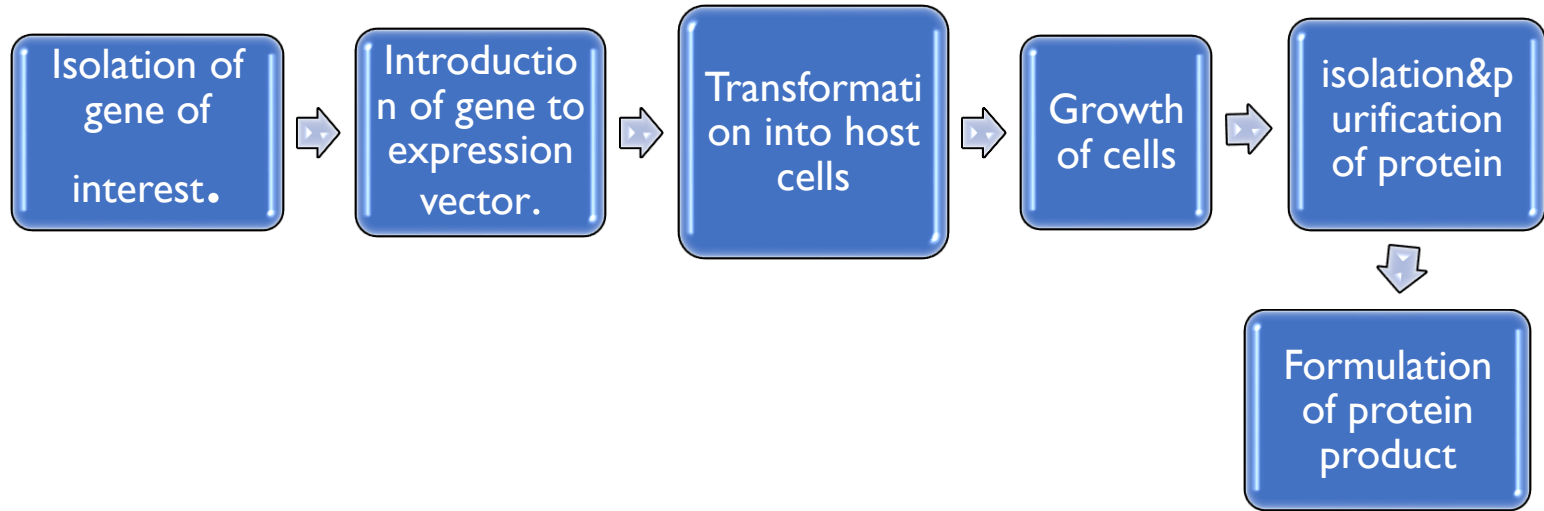 Isolation of
gene of
interest.
Introductio
n of gene to
expression
vector.
Transformati
on into host
cells
Growth
of cells
isolation&p
urification
of protein
Formulation
of protein
product